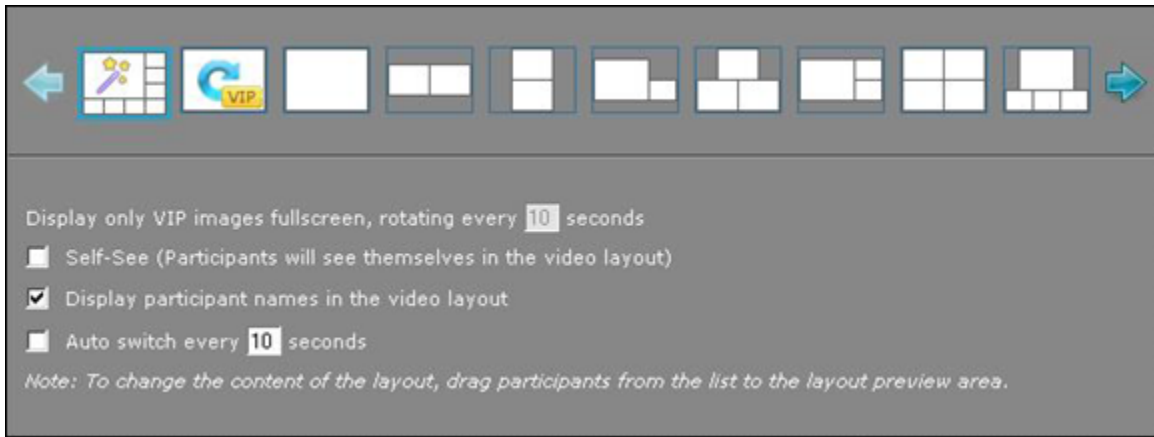 VIP
Display only VIP images fullscreen, rotating every 10 seconds
Self-See (Participants will see themselves in the video layout)
Display participant names in the video layout
Auto switch every 10 seconds
Note: To change the content of the layout, drag participants from the list to the layout preview area.